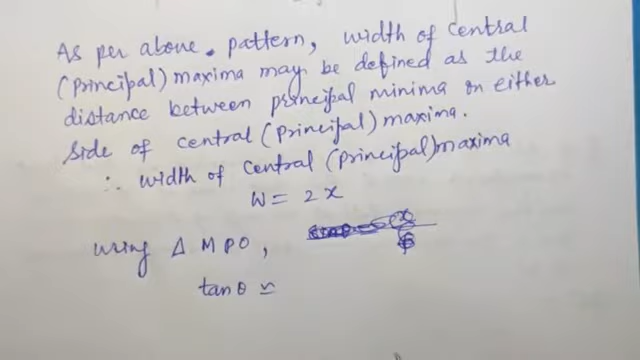 As per above pattern, width of central
(principal) maxima may be defined as the
distance between principal minima on either
side of central (principal) maxima.
∴ width of central (principal) maxima
W = 2x
using Δ MPO,
tanθ ≃